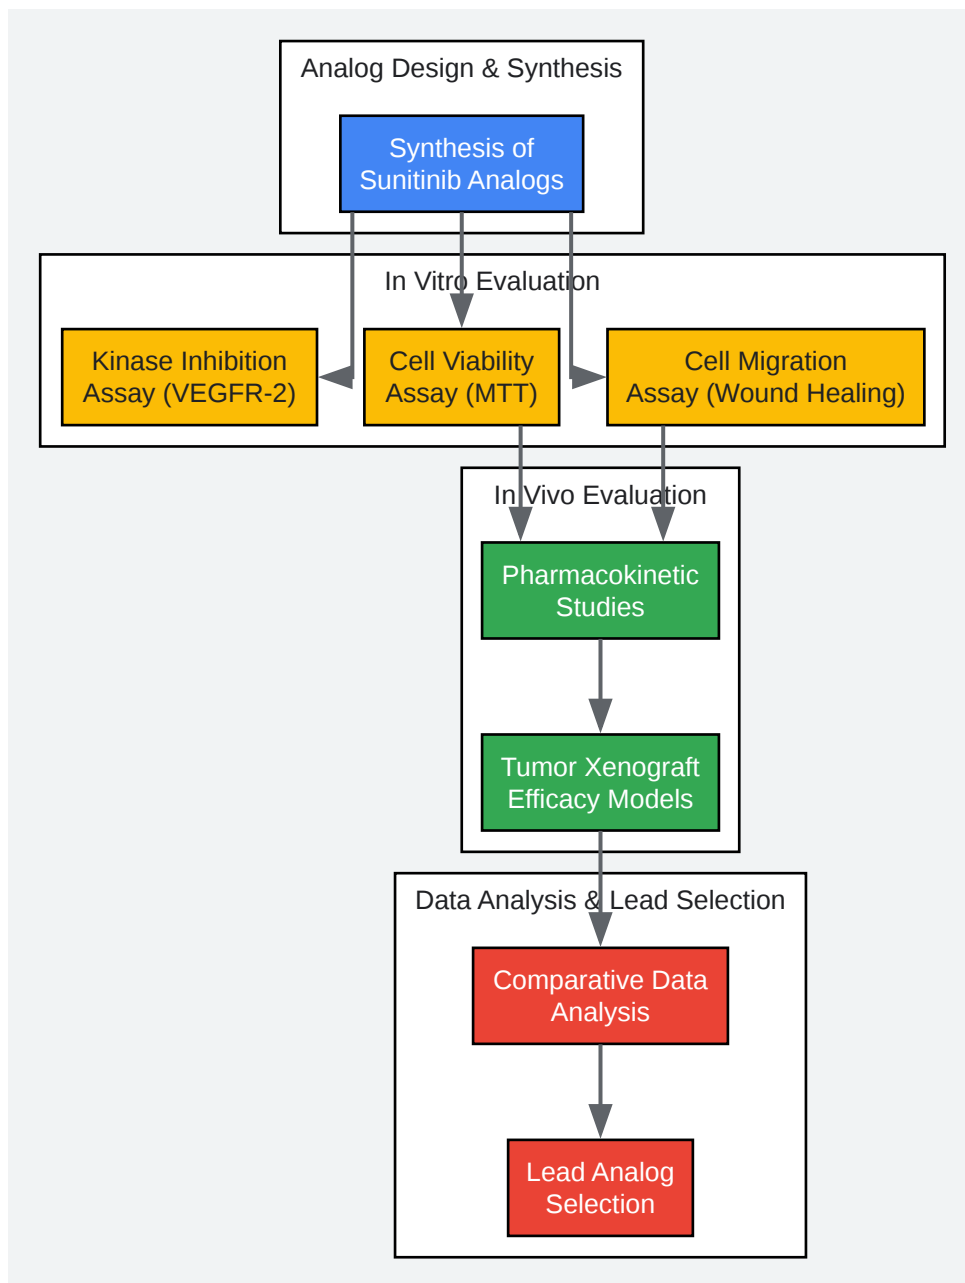 Analog Design & Synthesis
Synthesis of
Sunitinib Analogs
In Vitro Evaluation
Kinase Inhibition
Assay (VEGFR-2)
Cell Viability
Assay (MTT)
Cell Migration
Assay (Wound Healing)
In Vivo Evaluation
Pharmacokinetic
Studies
Tumor Xenograft
Efficacy Models
Data Analysis & Lead Selection
Comparative Data
Analysis
Lead Analog
Selection